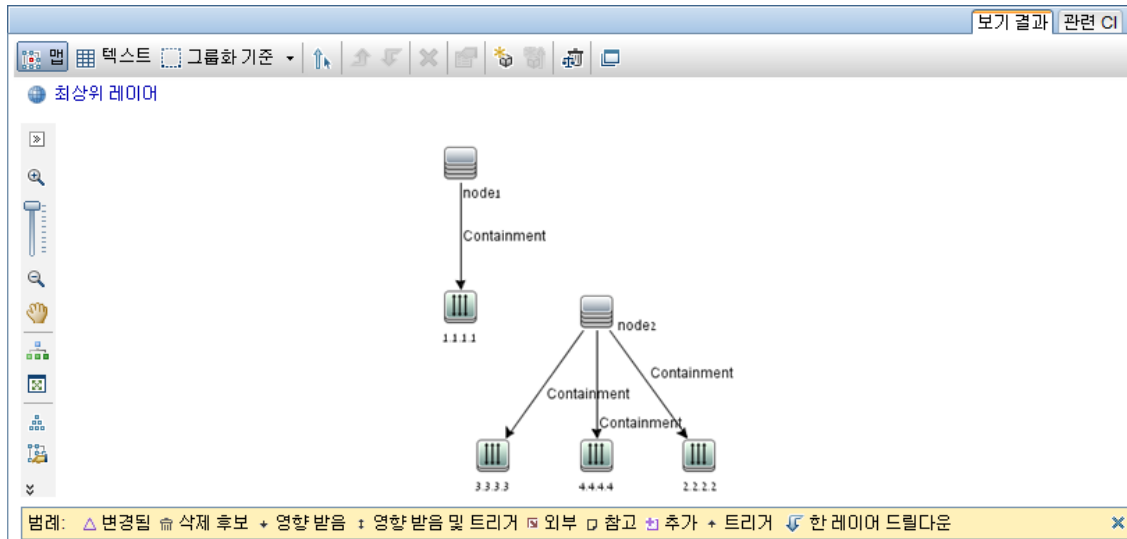 보기 결과 관련 CI
맵 텍스트 그룹화 기준
최상위 레이어
node1
Containment
1.1.1.1
node2
Containment
Containment
Containment
3.3.3.3 4.4.4.4 2.2.2.2
범례: 변경됨 삭제 후보 영향 받음 영향 받음 및 트리거 외부 참고 추가 트리거 한 레이어 드릴다운